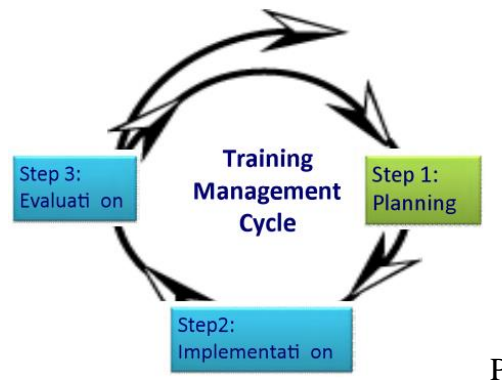 Training
Management
Cycle
Step 1:
Planning
Step2:
Implementati on
Step 3:
Evaluati on
P